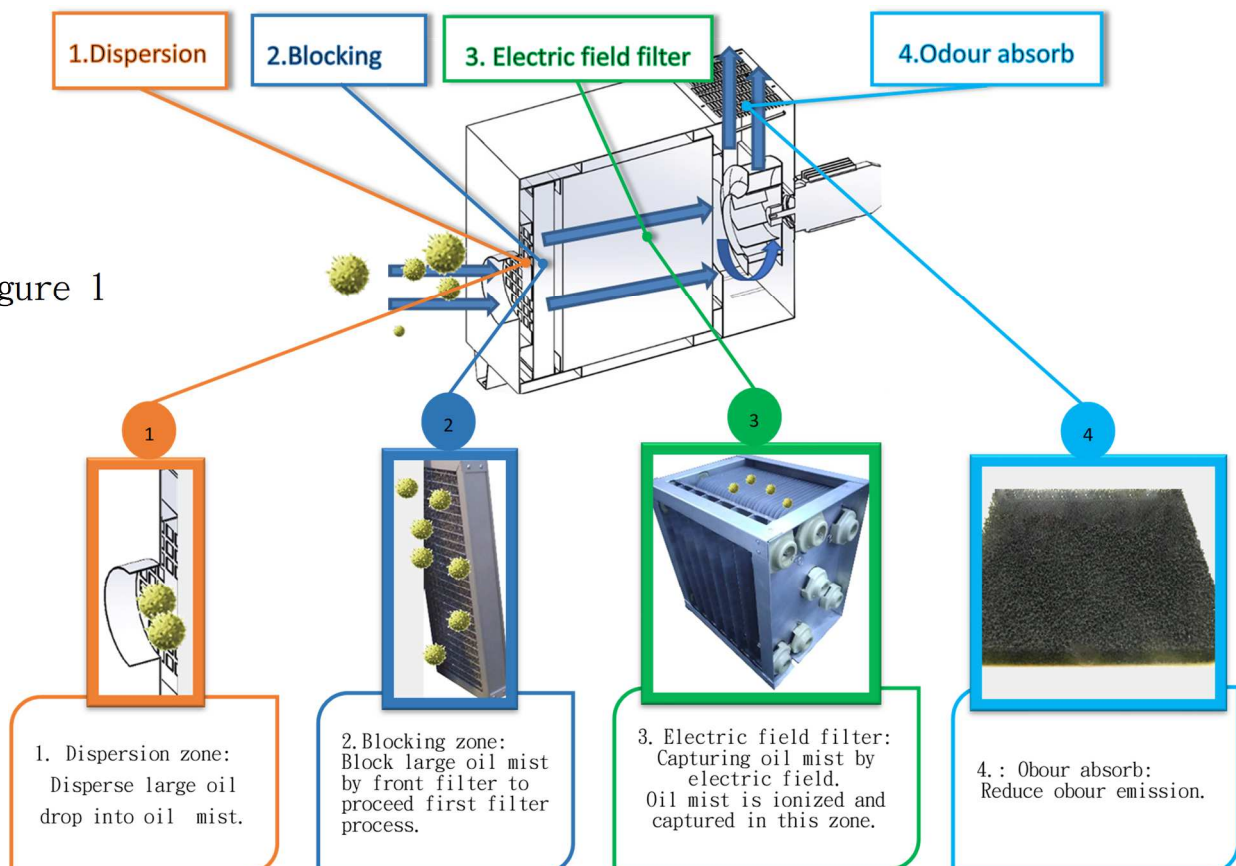 1.Dispersion
2.Blocking
3. Electric field filter
4.Odour absorb
gure 1
1
2
3
4
1. Dispersion zone:
Disperse large oil
drop into oil mist.
2.Blocking zone:
Block large oil mist
by front filter to
proceed first filter
process.
3. Electric field filter:
Capturing oil mist by
electric field.
Oil mist is ionized and
captured in this zone.
4.: Obour absorb:
Reduce obour emission.